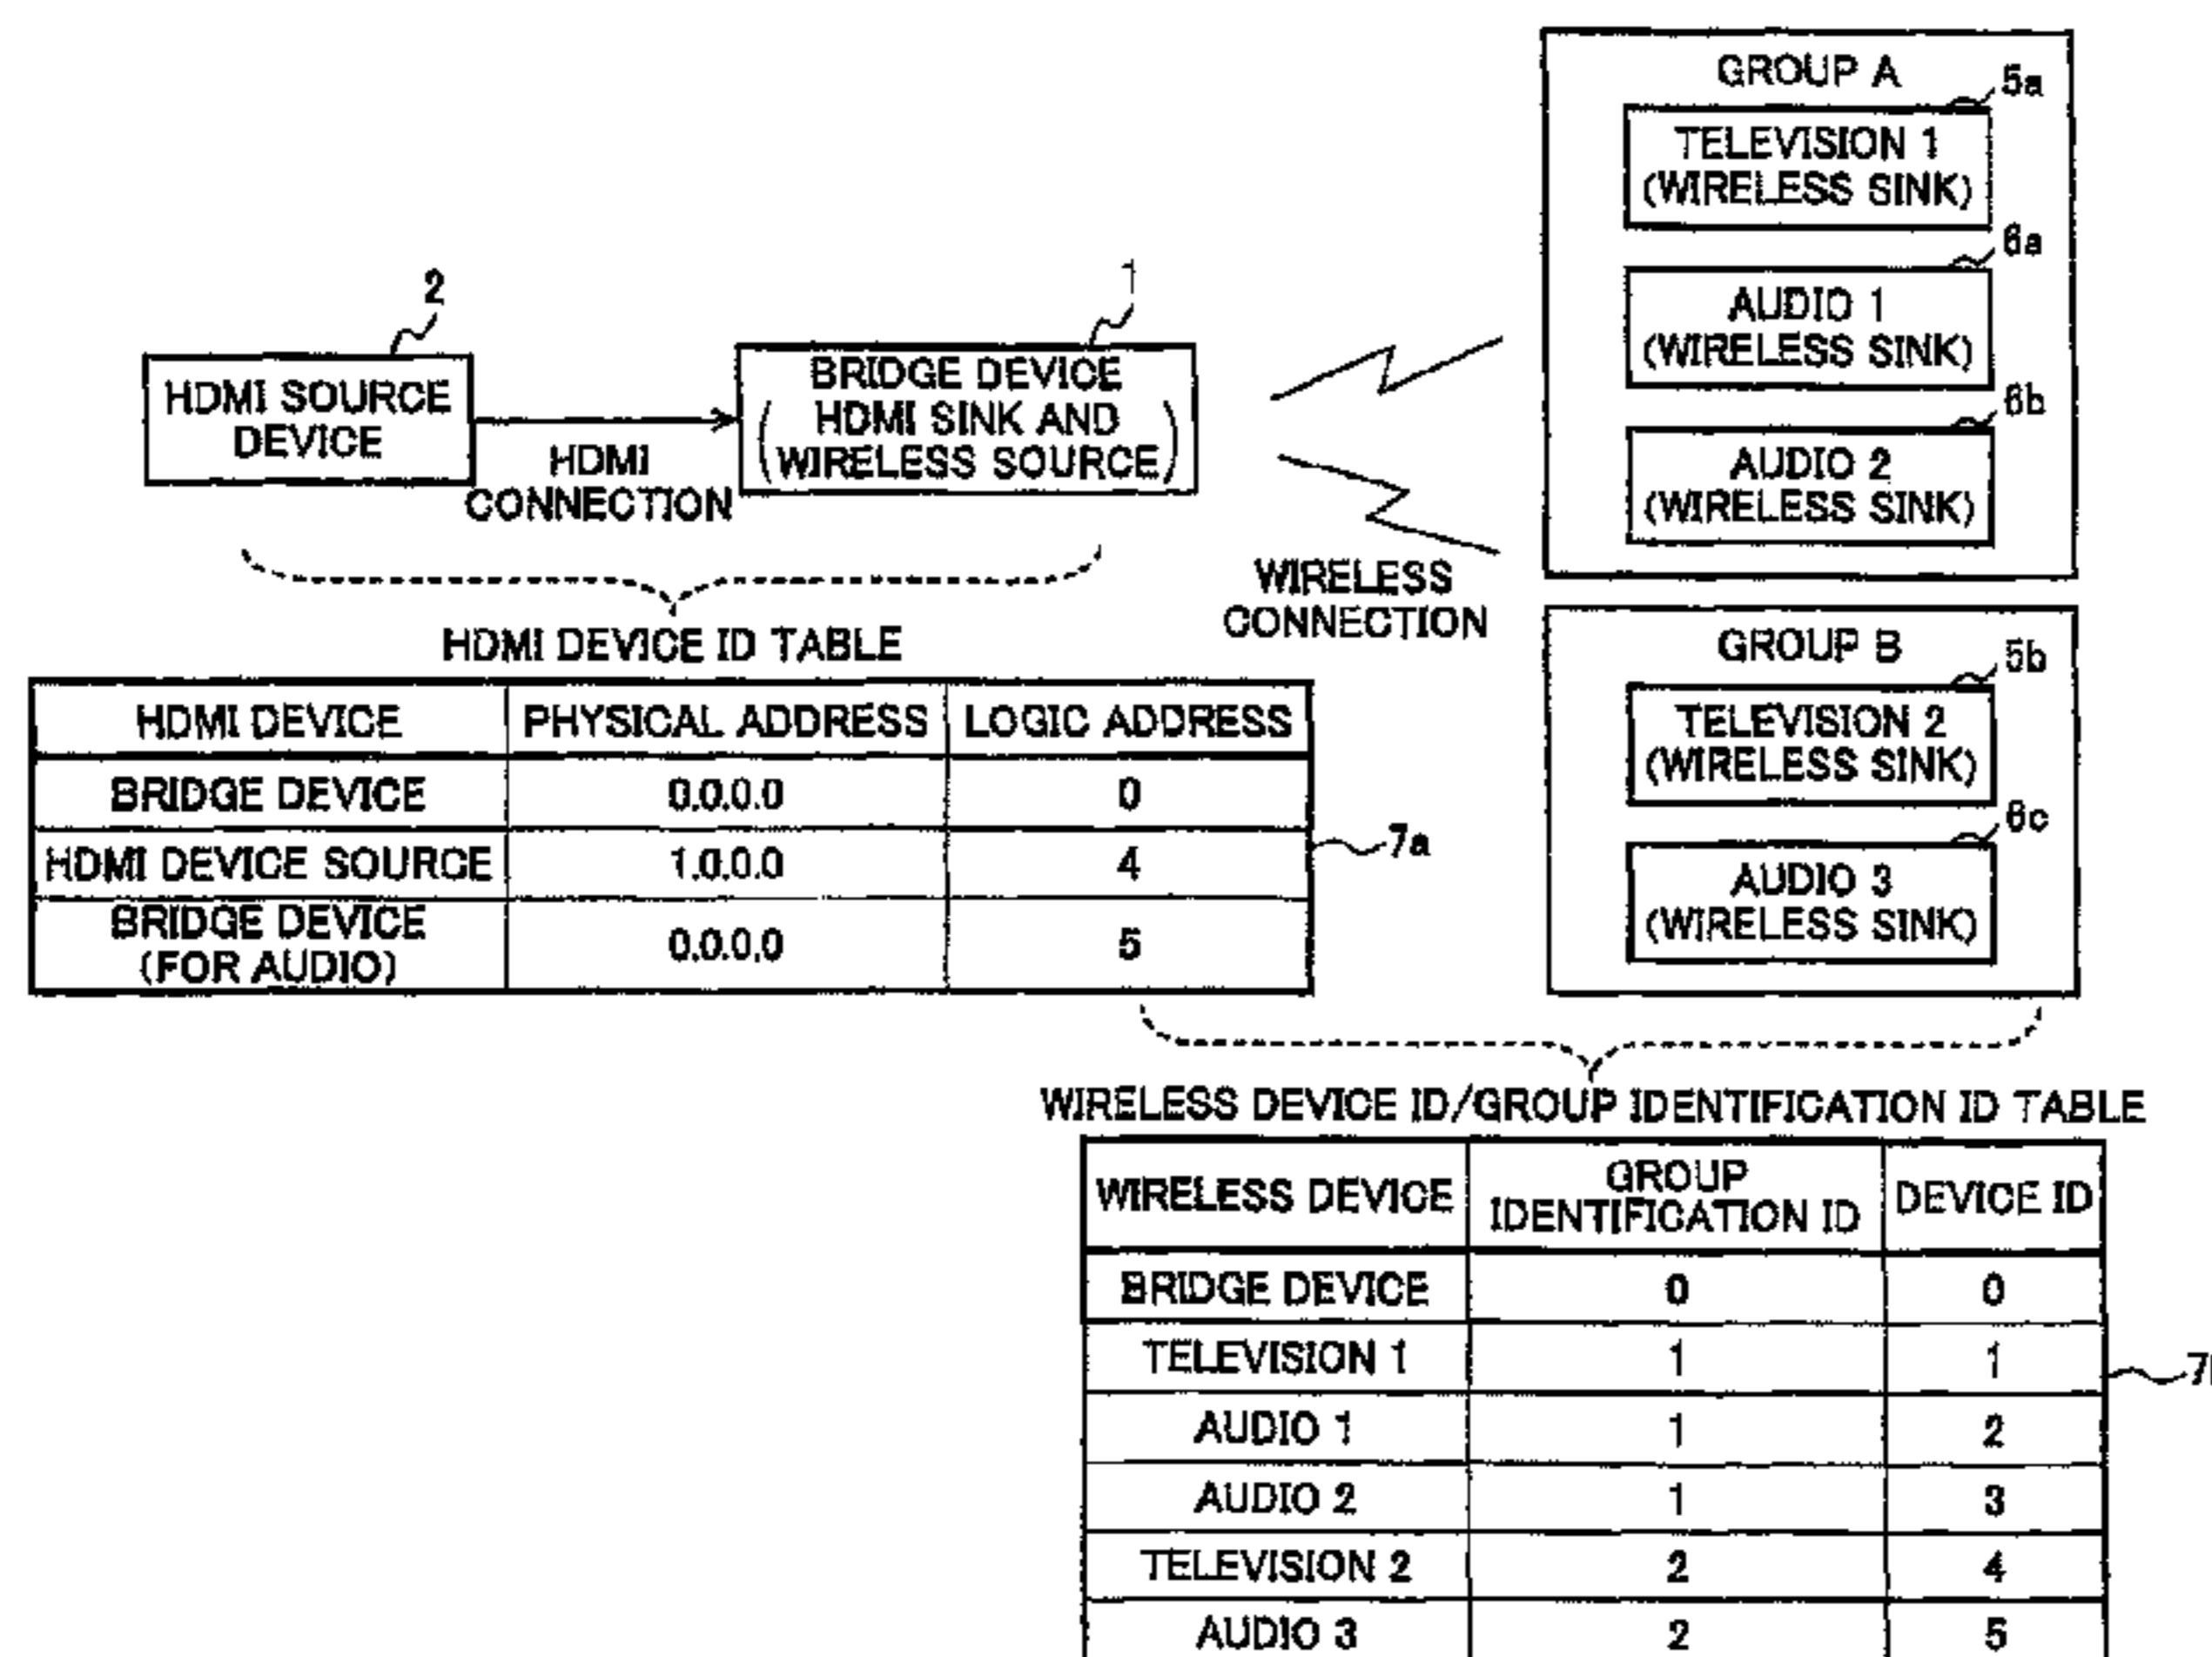 GROUP A
5a
TELEVISION 1
(WIRELESS SINK)
6a
AUDIO 1
(WIRELESS SINK)
6b
AUDIO 2
(WIRELESS SINK)
2
HDMI SOURCE
DEVICE
HDMI
CONNECTION
1
BRIDGE DEVICE
(HDMI SINK AND
WIRELESS SOURCE)
WIRELESS
CONNECTION
GROUP B
5b
TELEVISION 2
(WIRELESS SINK)
6c
AUDIO 3
(WIRELESS SINK)
HDMI DEVICE ID TABLE
HDMI DEVICE PHYSICAL ADDRESS LOGIC ADDRESS
BRIDGE DEVICE 0.0.0.0 0
HDMI DEVICE SOURCE 1.0.0.0 4
BRIDGE DEVICE
(FOR AUDIO) 0.0.0.0 5
7a
WIRELESS DEVICE ID/GROUP IDENTIFICATION ID TABLE
WIRELESS DEVICE GROUP
IDENTIFICATION ID DEVICE ID
BRIDGE DEVICE 0 0
TELEVISION 1 1 1
AUDIO 1 1 2
AUDIO 2 1 3
TELEVISION 2 2 4
AUDIO 3 2 5